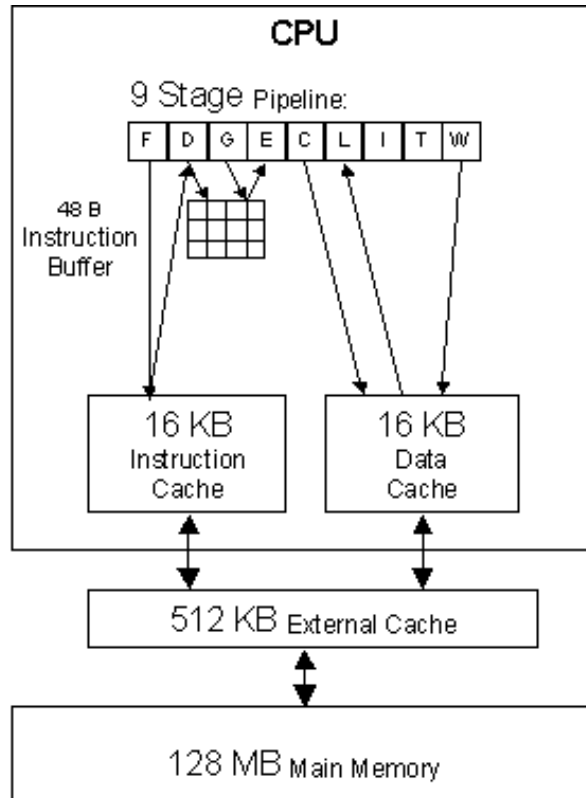 CPU
9 Stage Pipeline:
F D G E C L I T W
48 B
Instruction
Buffer
16 KB
Instruction
Cache
16 KB
Data
Cache
512 KB External Cache
128 MB Main Memory